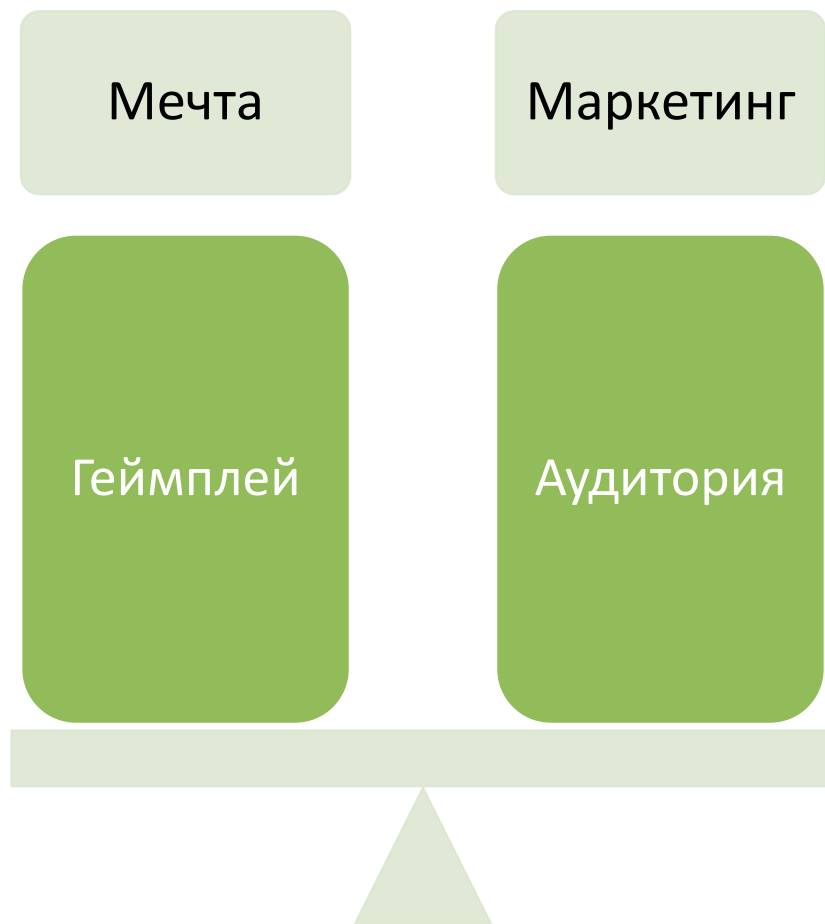 Мечта
Маркетинг
Геймплей
Аудитория